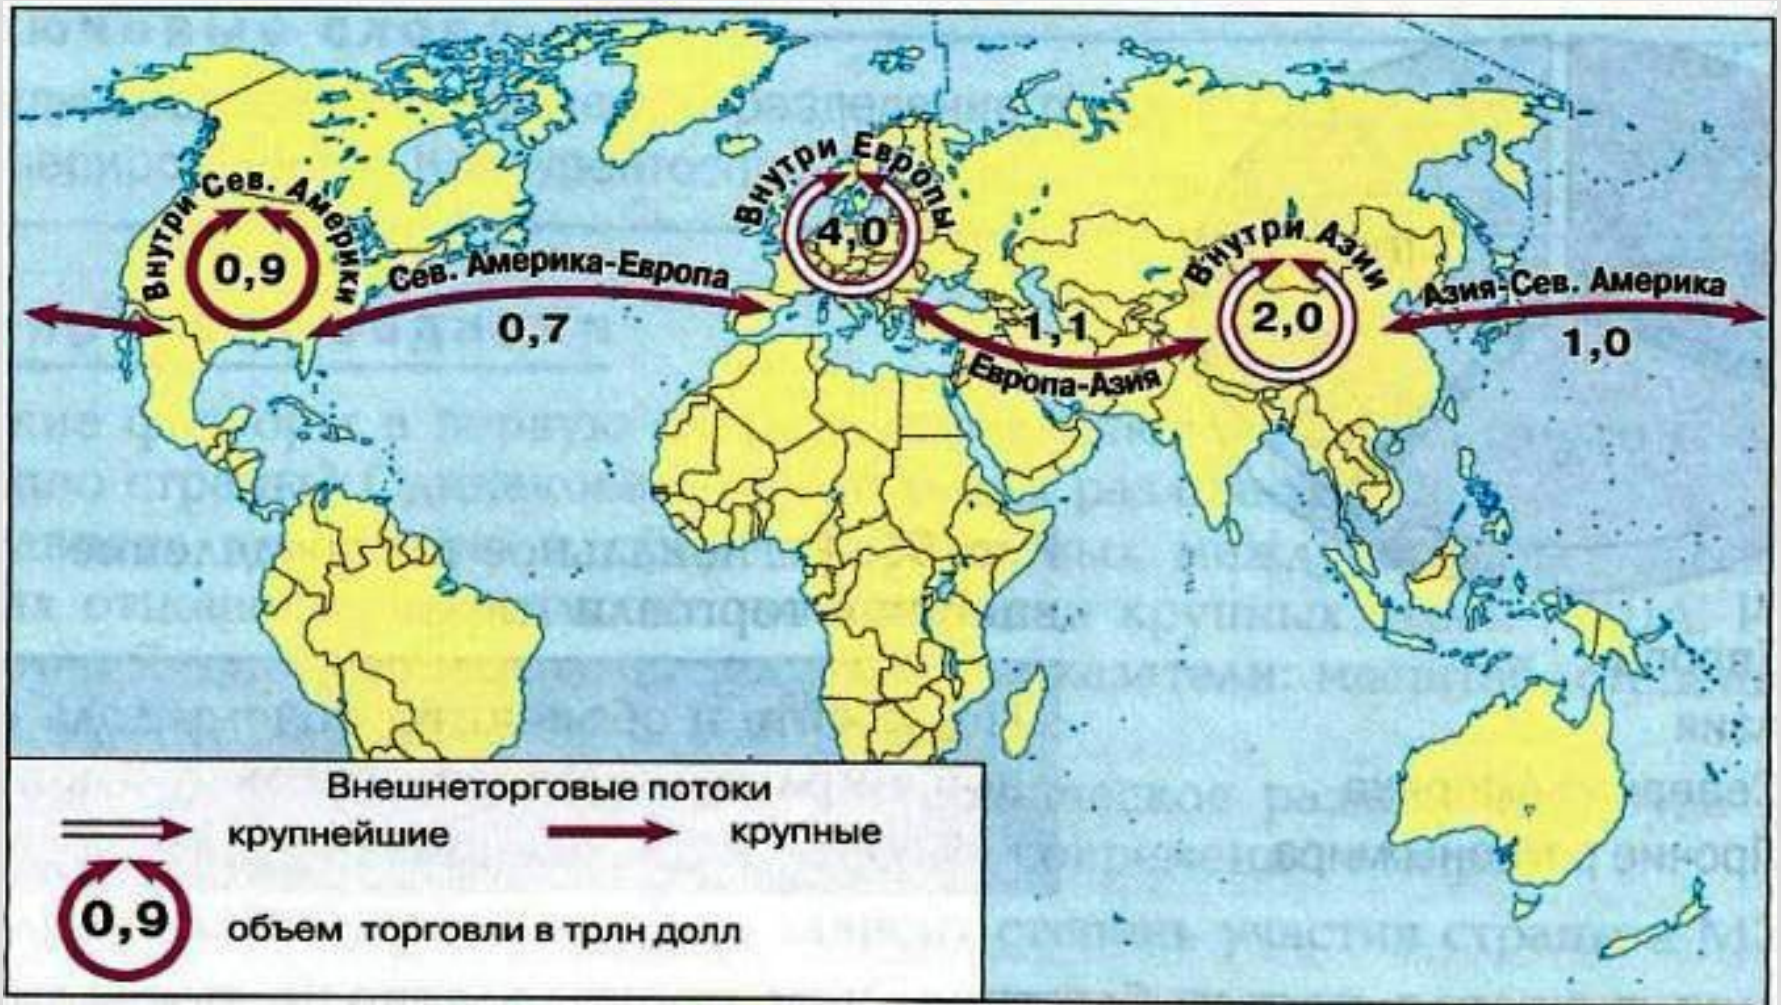 Внутри Сев. Америки
0,9
Сев. Америка-Европа
0,7
Внутри Европы
4,0
1,1
Европа-Азия
Внутри Азии
2,0
Азия-Сев. Америка
1,0
Внешнеторговые потоки
крупнейшие
крупные
0,9
объем торговли в трлн долл